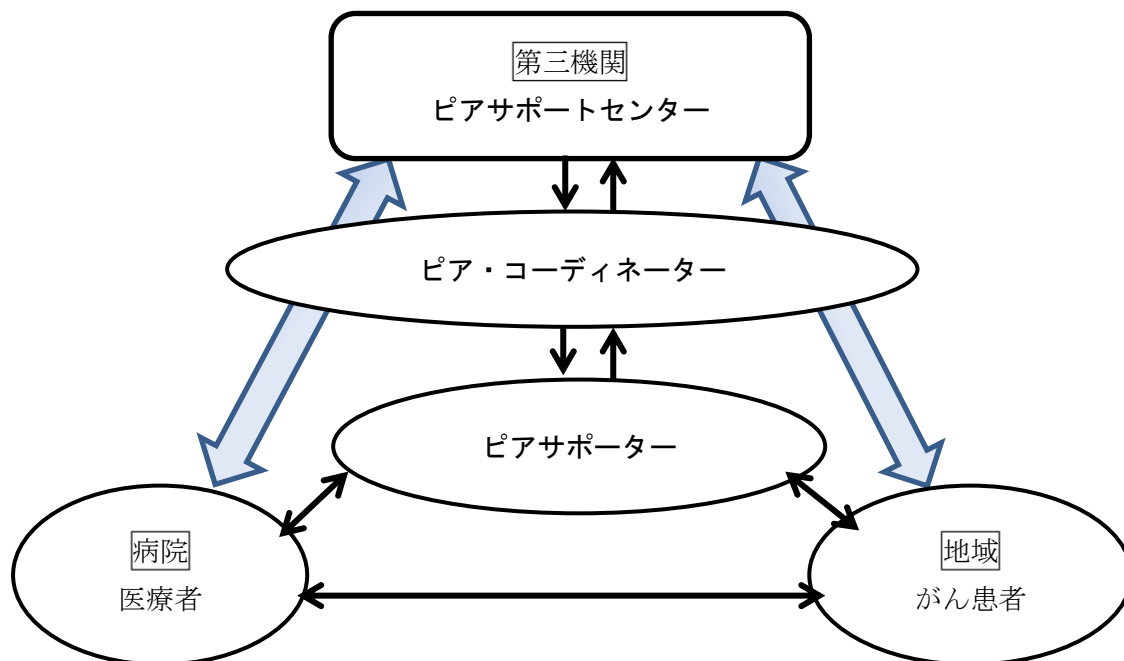 第三機関
ピアサポートセンター
ピア・コーディネーター
ピアサポーター
病院
医療者
地域
がん患者